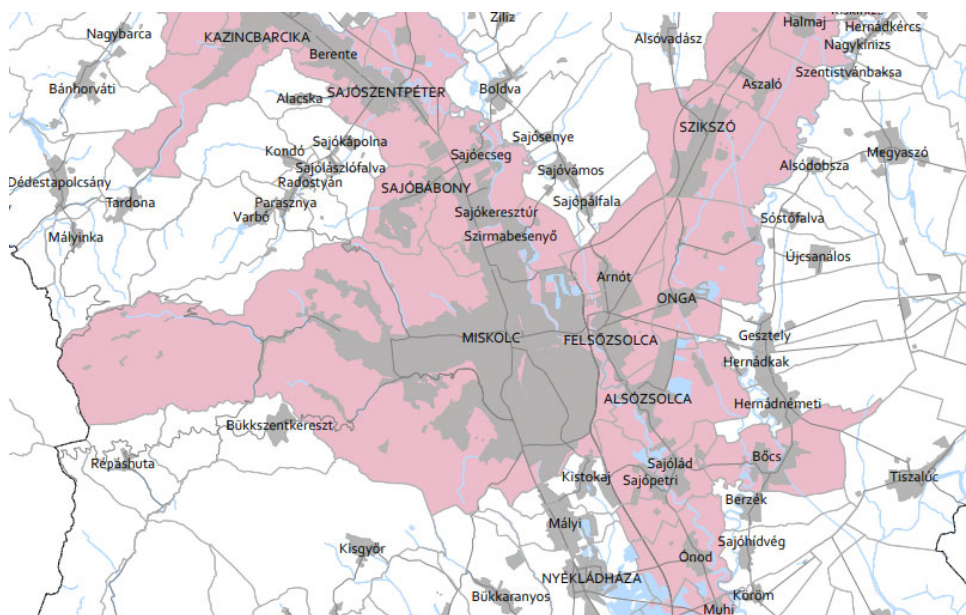 Ziliz
Kiskinizs
Halmaj
Hernádkércs
Nagybarca
KAZINCBARCIKA
Alsóvadász
Nagykinizs
Berente
Szentistvánbaksa
Bánhorváti
Alacska
SAJÓSZENTPÉTER
Boldva
Aszaló
SZIKSZÓ
Sajókápolna
Sajósenye
Kondó
Sajóecseg
Megyaszó
Sajólászlófalva
Sajóvámos
Alsódobsza
Dédestapolcsány
Radostyán
SAJÓBÁBONY
Tardona
Parasznya
Sajópálfala
Varbó
Sajókeresztúr
Sóstófalva
Mályinka
Szirmabesenyő
Újcsanálos
Arnót
ONGA
MISKOLC
FELSŐZSOLCA
Gesztely
Hernádkak
ALSÓZSOLCA
Hernádnémeti
Bükkszentkereszt
Répáshuta
Sajólád
Bőcs
Kistokaj
Sajópetri
Tiszalúc
Berzék
Mályi
Kisgyőr
Ónod
Sajóhídvég
NYÉKLÁDHÁZA
Bükkaranyos
Köröm
Muhi